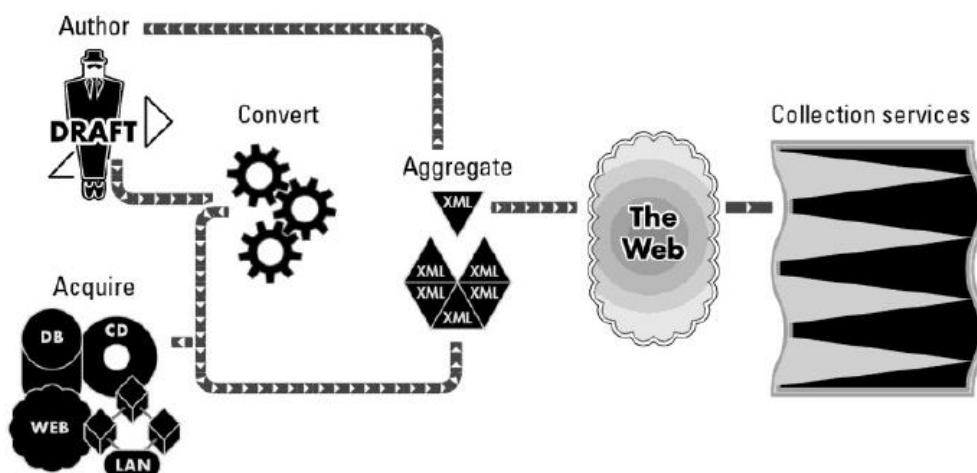 Author
DRAFT
Convert
Acquire
DB
CD
WEB
LAN
Aggregate
XML
XML
XML
XML
XML
XML
The
Web
Collection services